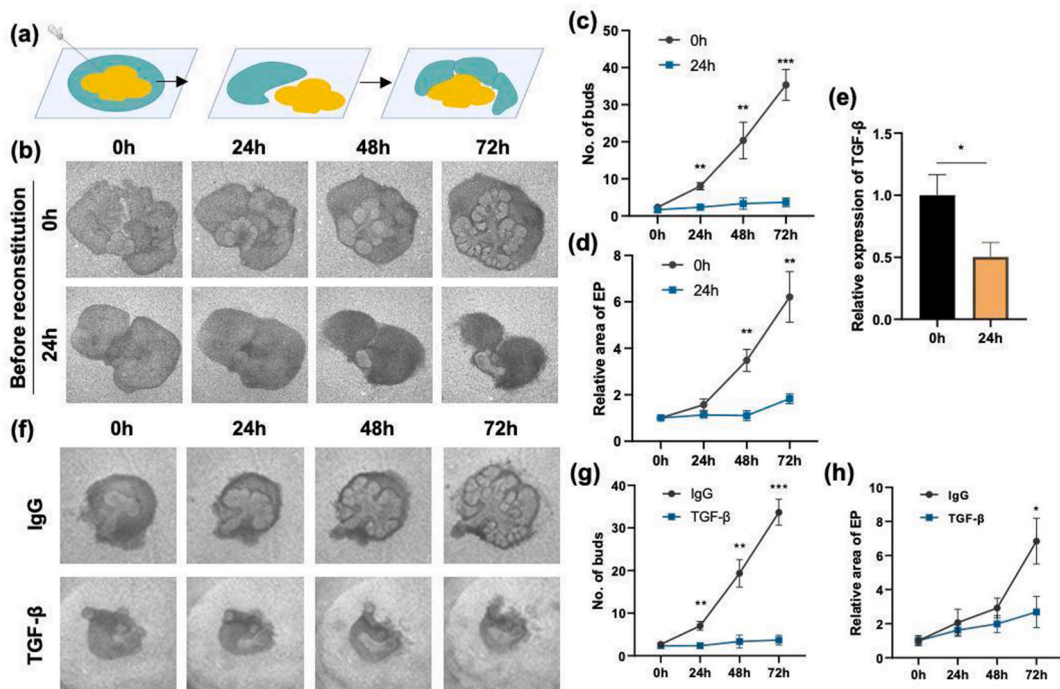 (a)
(b)
0h 24h 48h 72h
Before reconstitution
0h
24h
(c)
0h
24h
No. of buds
40
30
20
10
0
** ** ***
0h 24h 48h 72h
(d)
0h
24h
Relative area of EP
8
6
4
2
0
** **
0h 24h 48h 72h
(e)
Relative expression of TGF-β
1.5
1.0
0.5
0.0
*
0h 24h
(f)
0h 24h 48h 72h
IgG
TGF-β
(g)
IgG
TGF-β
No. of buds
40
30
20
10
0
** ** ***
0h 24h 48h 72h
(h)
IgG
TGF-β
Relative area of EP
10
8
6
4
2
0
*
0h 24h 48h 72h